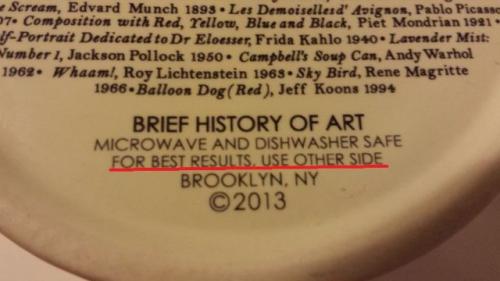 e Scream, Edvard Munch 1893 • Les Demoisellesd' Avignon, Pablo Picasso
07 • Composition with Red, Yellow, Blue and Black, Piet Mondrian 1921 •
lf-Portrait Dedicated to Dr Eloesser, Frida Kahlo 1940 • Lavender Mist:
Number 1, Jackson Pollock 1950 • Campbell's Soup Can, Andy Warhol
1962 • Whaam!, Roy Lichtenstein 1963 • Sky Bird, Rene Magritte
1966 • Balloon Dog (Red), Jeff Koons 1994
BRIEF HISTORY OF ART
MICROWAVE AND DISHWASHER SAFE
FOR BEST RESULTS, USE OTHER SIDE
BROOKLYN, NY
©2013